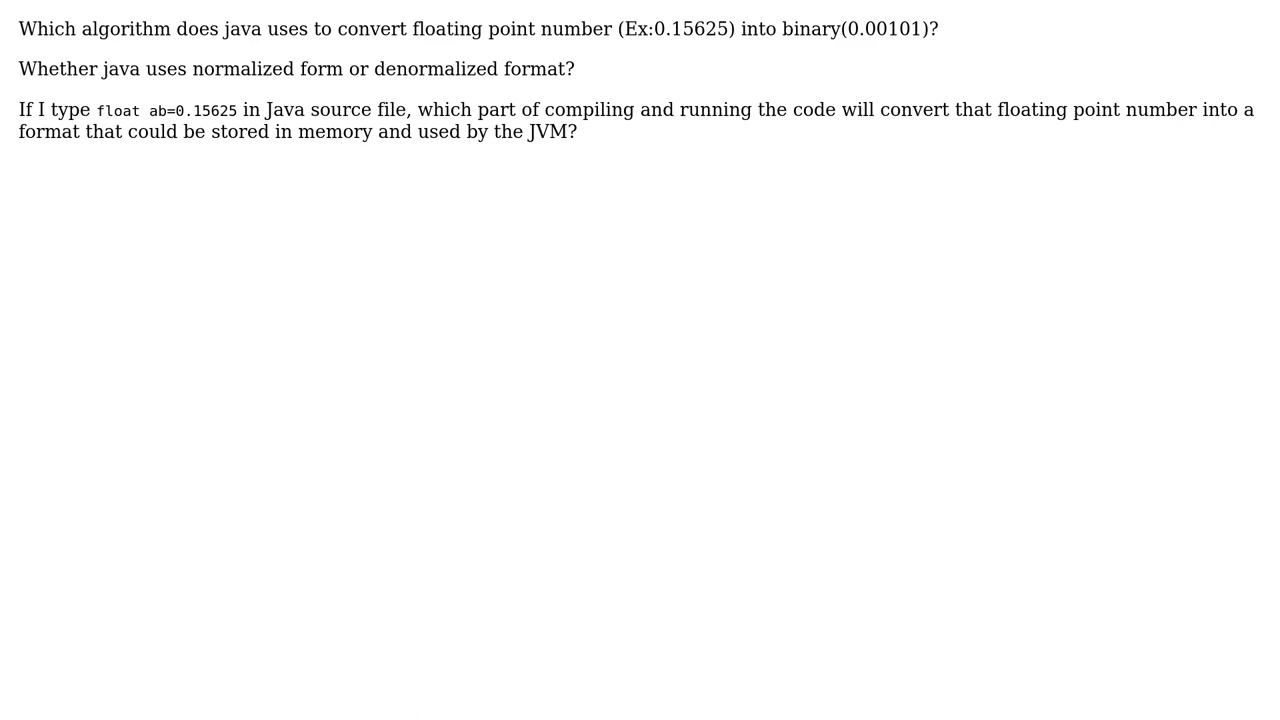 Which algorithm does java uses to convert floating point number (Ex:0.15625) into binary(0.00101)?
Whether java uses normalized form or denormalized format?
If I type float ab=0.15625 in Java source file, which part of compiling and running the code will convert that floating point number into a
format that could be stored in memory and used by the JVM?